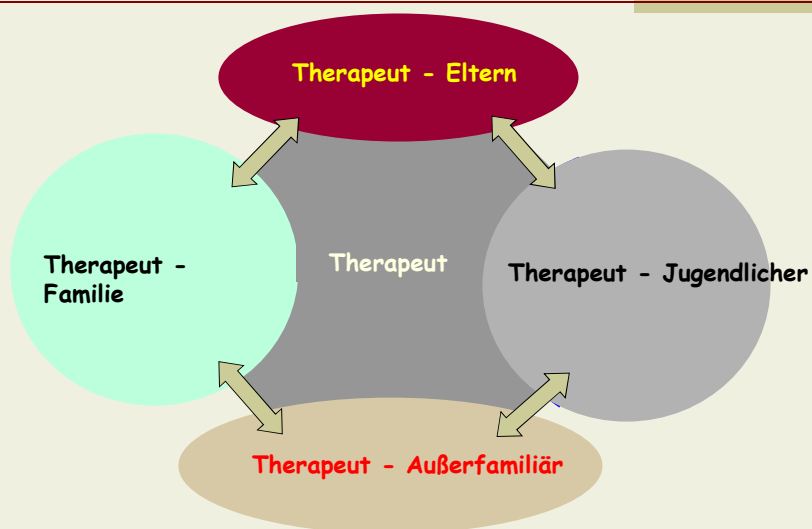 Therapeut - Eltern
Therapeut -
Familie
Therapeut
Therapeut - Jugendlicher
Therapeut - Außerfamiliär